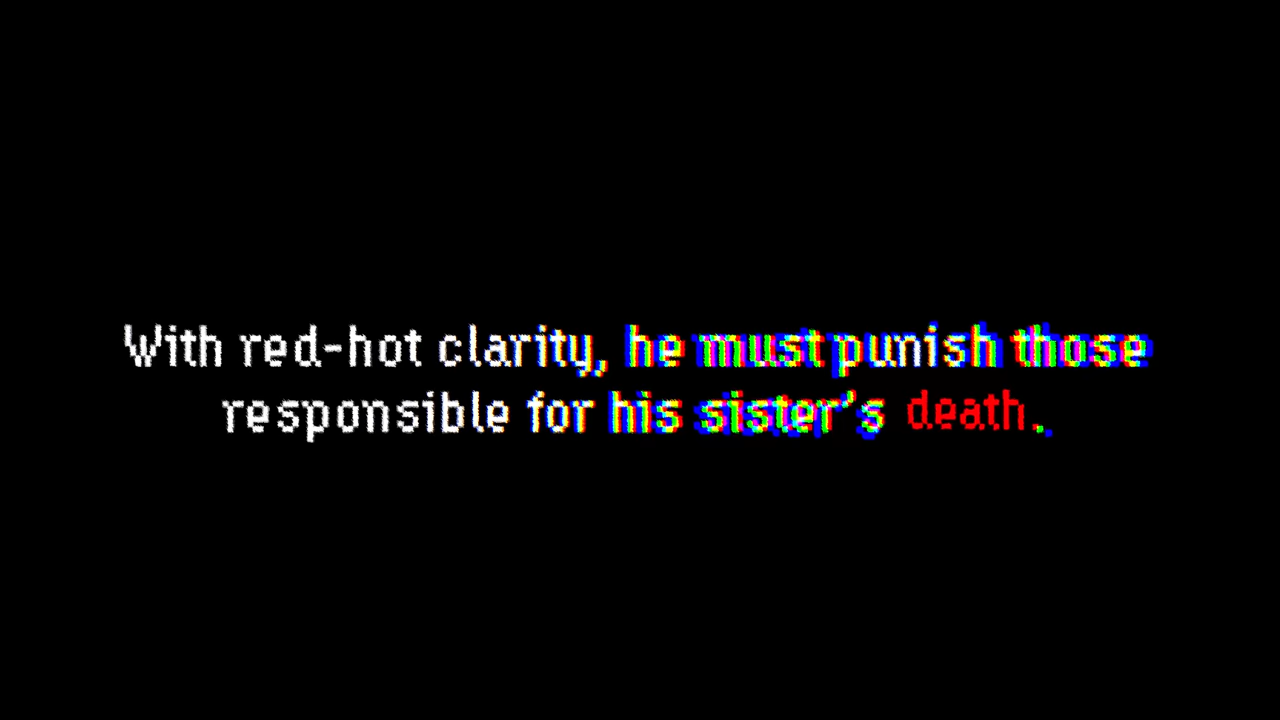 With red-hot clarity, he must punish those
responsible for his sister's death.